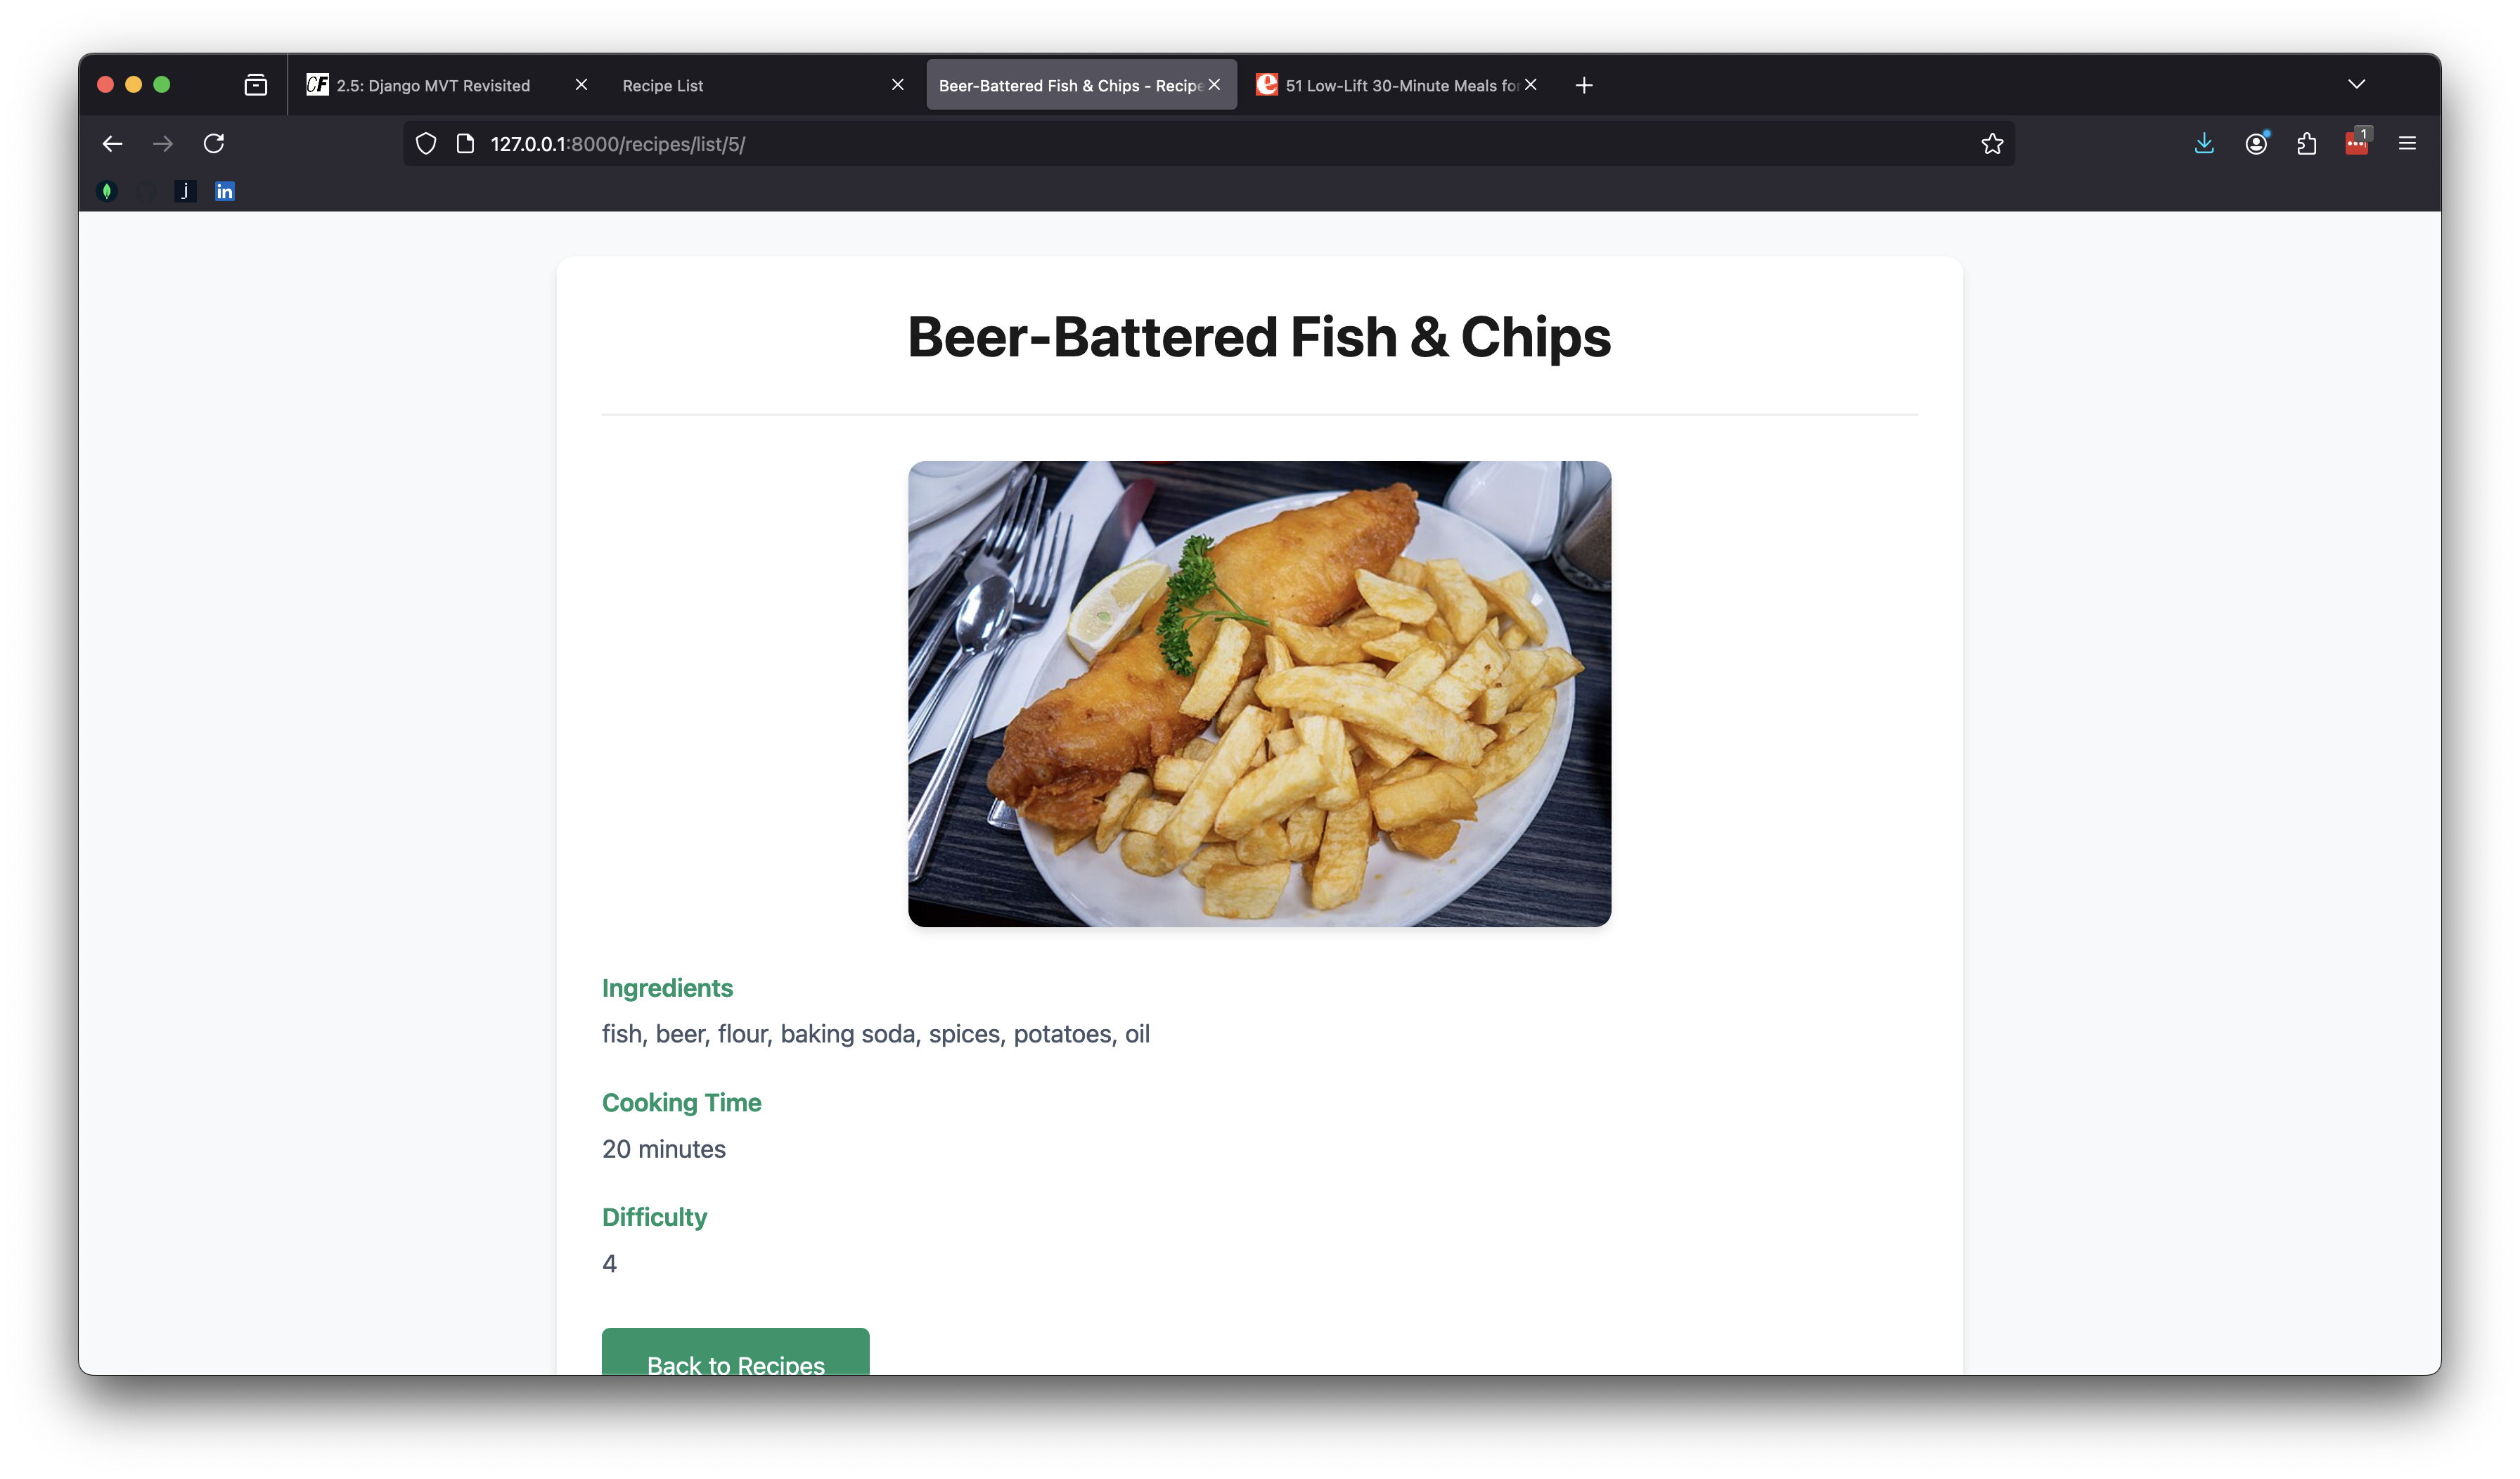 CF 2.5: Django MVT Revisited
Recipe List
Beer-Battered Fish & Chips - Recipe
51 Low-Lift 30-Minute Meals for
127.0.0.1:8000/recipes/list/5/
1
j
in
Beer-Battered Fish & Chips
Ingredients
fish, beer, flour, baking soda, spices, potatoes, oil
Cooking Time
20 minutes
Difficulty
4
Back to Recipes